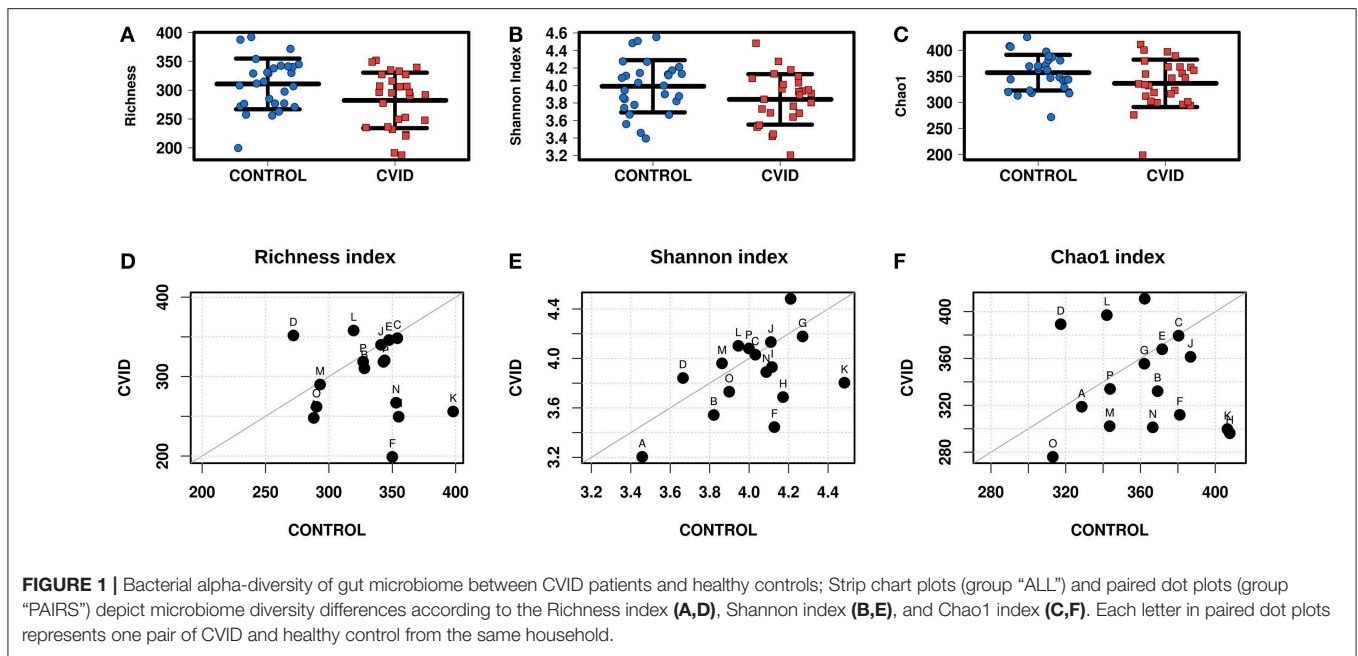 A
B
C
Richness
400
350
300
250
200
CONTROL
CVID
Shannon Index
4.6
4.4
4.2
4.0
3.8
3.6
3.4
3.2
CONTROL
CVID
Chao1
400
350
300
250
200
CONTROL
CVID
D
Richness index
CVID
400
300
200
D
L
J
E
C
P
B
G
M
O
N
K
F
200
250
300
350
400
CONTROL
E
Shannon index
CVID
4.4
4.0
3.6
3.2
G
J
L
P
C
M
N
I
D
O
H
K
B
F
A
3.2
3.6
4.0
4.4
CONTROL
F
Chao1 index
CVID
400
360
320
280
L
D
C
E
J
G
P
B
A
F
M
N
K
H
O
280
320
360
400
CONTROL
FIGURE 1 | Bacterial alpha-diversity of gut microbiome between CVID patients and healthy controls; Strip chart plots (group “ALL”) and paired dot plots (group
“PAIRS”) depict microbiome diversity differences according to the Richness index (A,D), Shannon index (B,E), and Chao1 index (C,F). Each letter in paired dot plots
represents one pair of CVID and healthy control from the same household.